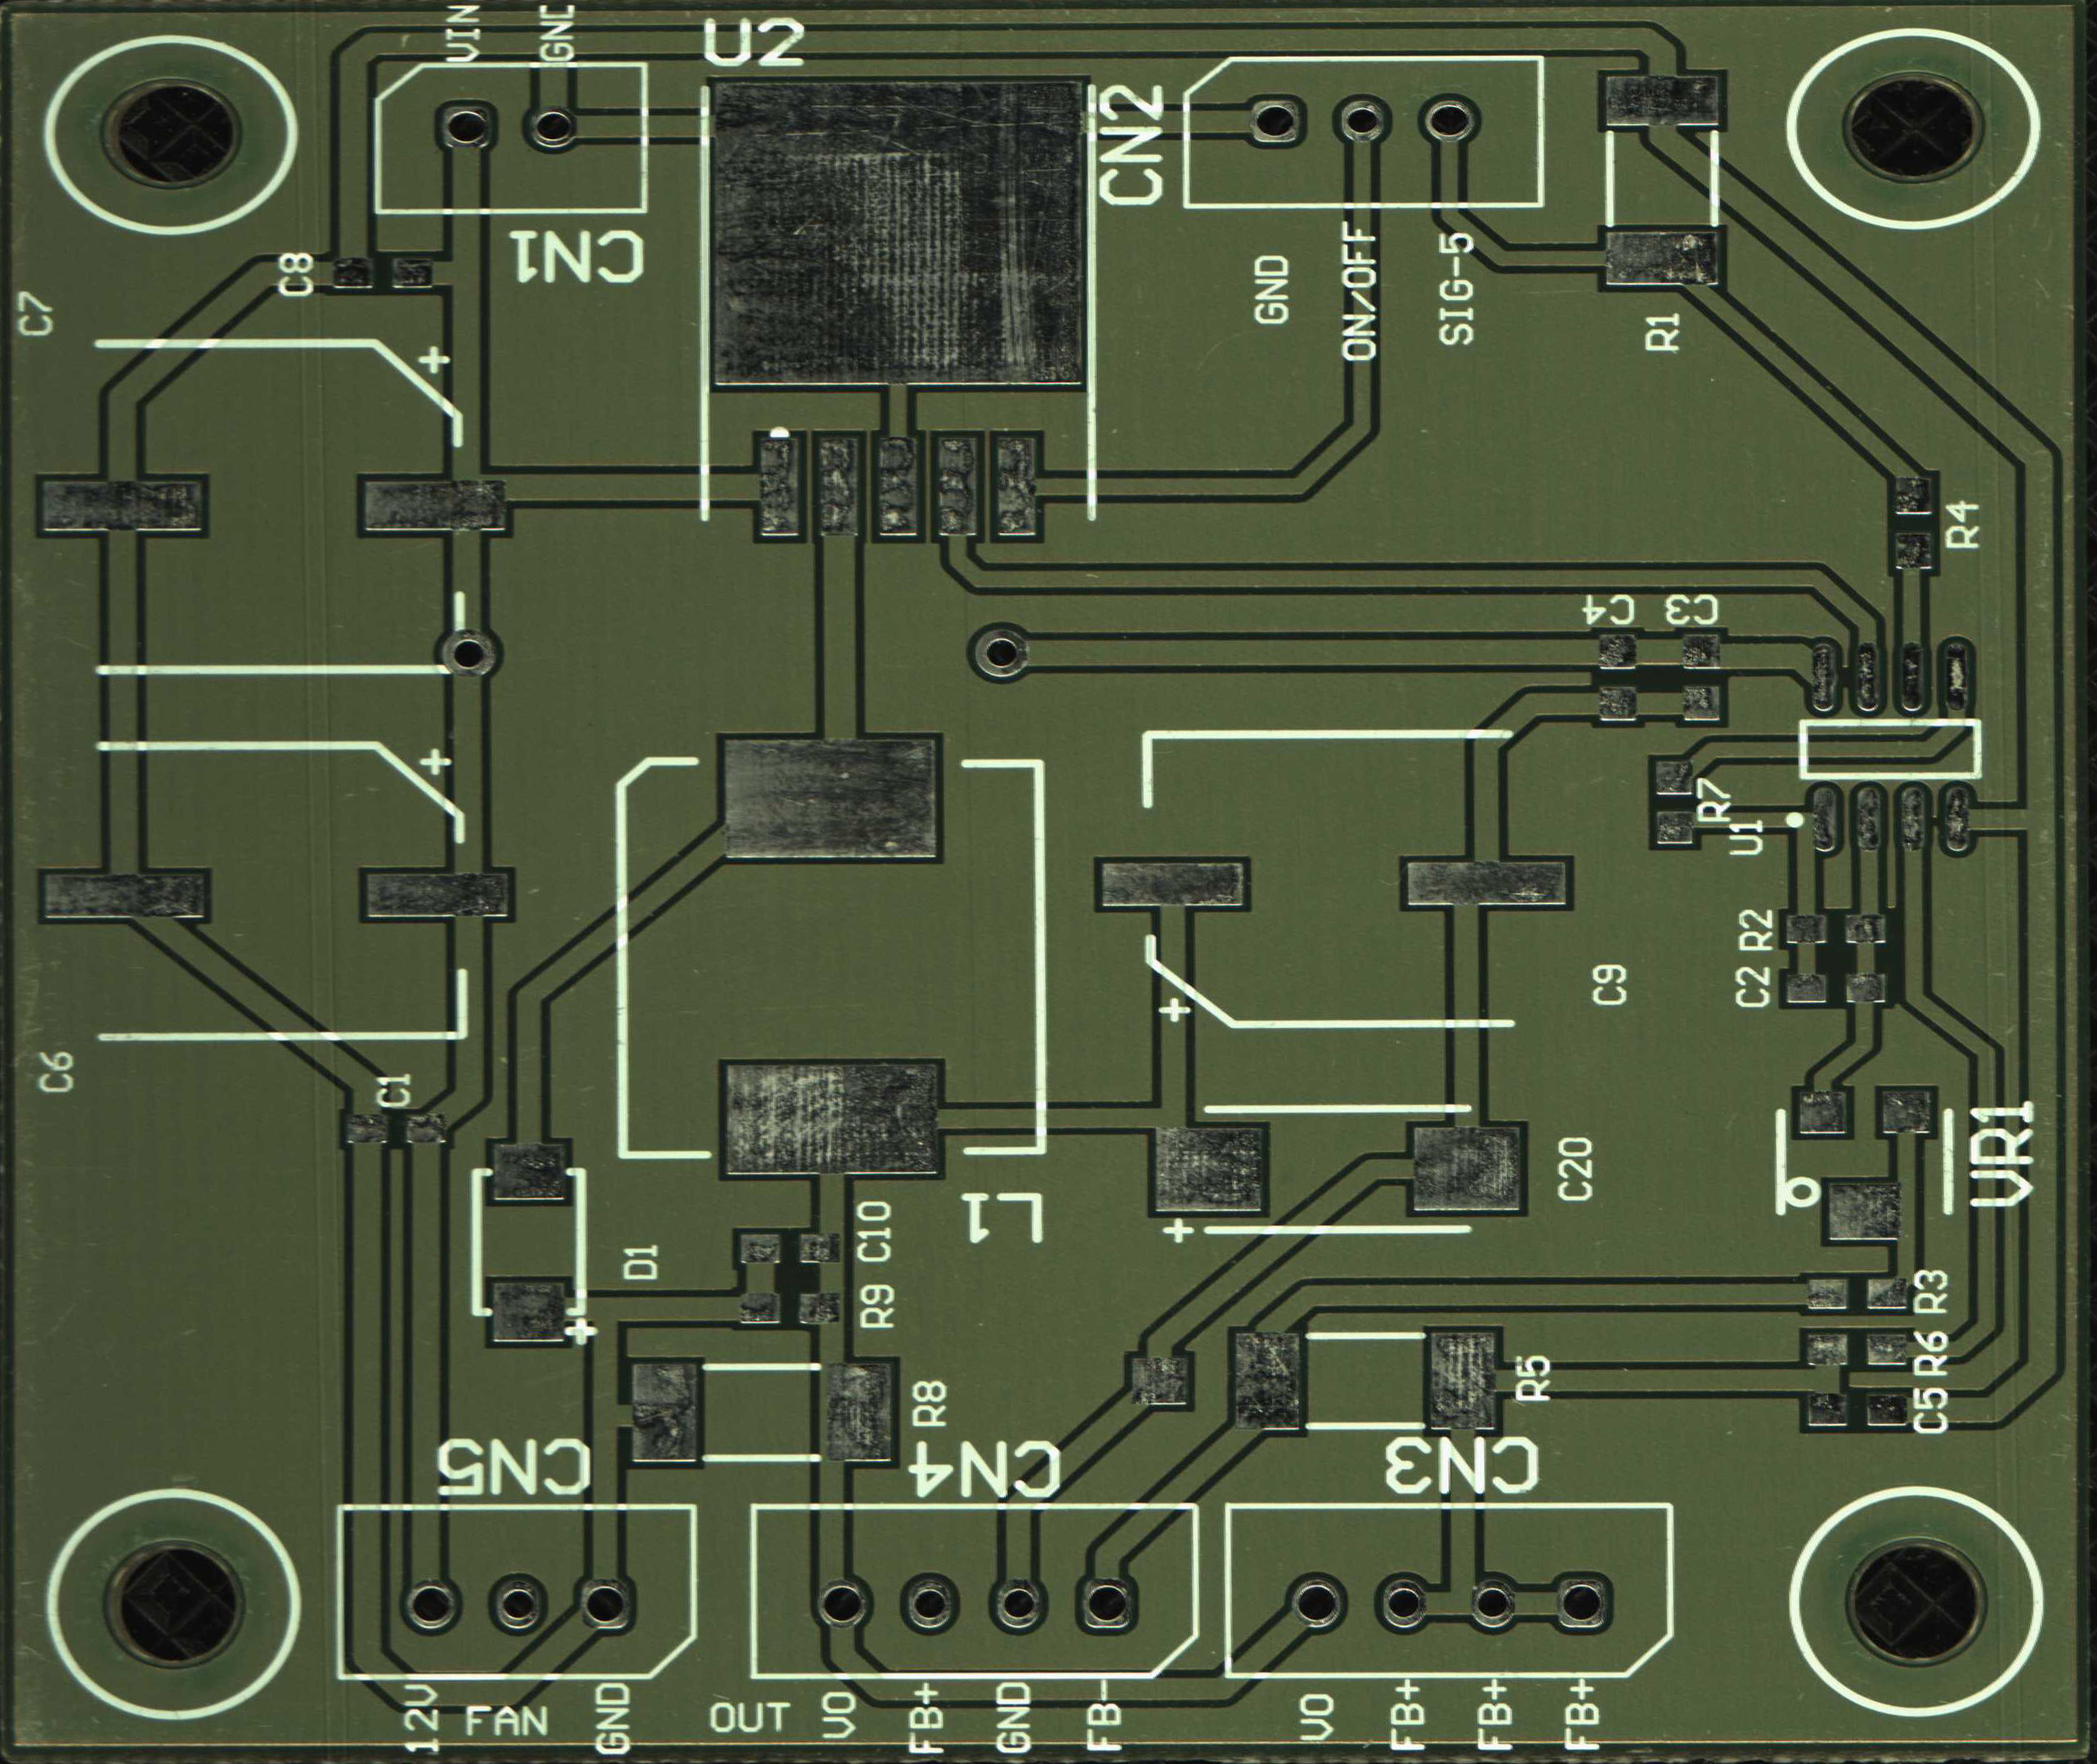 VIN
GND
U2
CN2
CN1
C8
C7
GND
ON/OFF
SIG-5
R1
+
R4
C4
C3
+
R7
U1
R2
C2
C9
+
C6
C1
VR1
C20
L1
+
C10
D1
R9
R3
+
R6
R5
R8
C5
CN5
CN4
CN3
12V
FAN
GND
OUT
VO
FB+
GND
FB-
VO
FB+
FB+
FB+